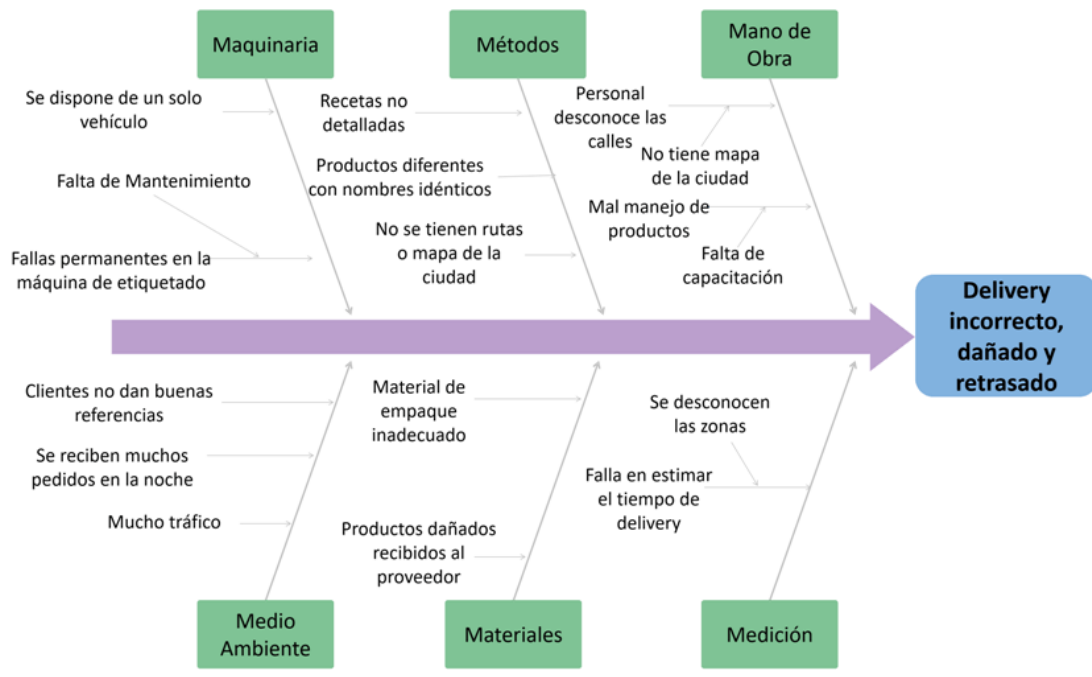 Maquinaria
Métodos
Mano de
Obra
Se dispone de un solo
vehículo
Falta de Mantenimiento
Fallas permanentes en la
máquina de etiquetado
Recetas no
detalladas
Productos diferentes
con nombres idénticos
No se tienen rutas
o mapa de la
ciudad
Personal
desconoce las
calles
No tiene mapa
de la ciudad
Mal manejo de
productos
Falta de
capacitación
Delivery
incorrecto,
dañado y
retrasado
Clientes no dan buenas
referencias
Se reciben muchos
pedidos en la noche
Mucho tráfico
Material de
empaque
inadecuado
Productos dañados
recibidos al
proveedor
Se desconocen
las zonas
Falla en estimar
el tiempo de
delivery
Medio
Ambiente
Materiales
Medición